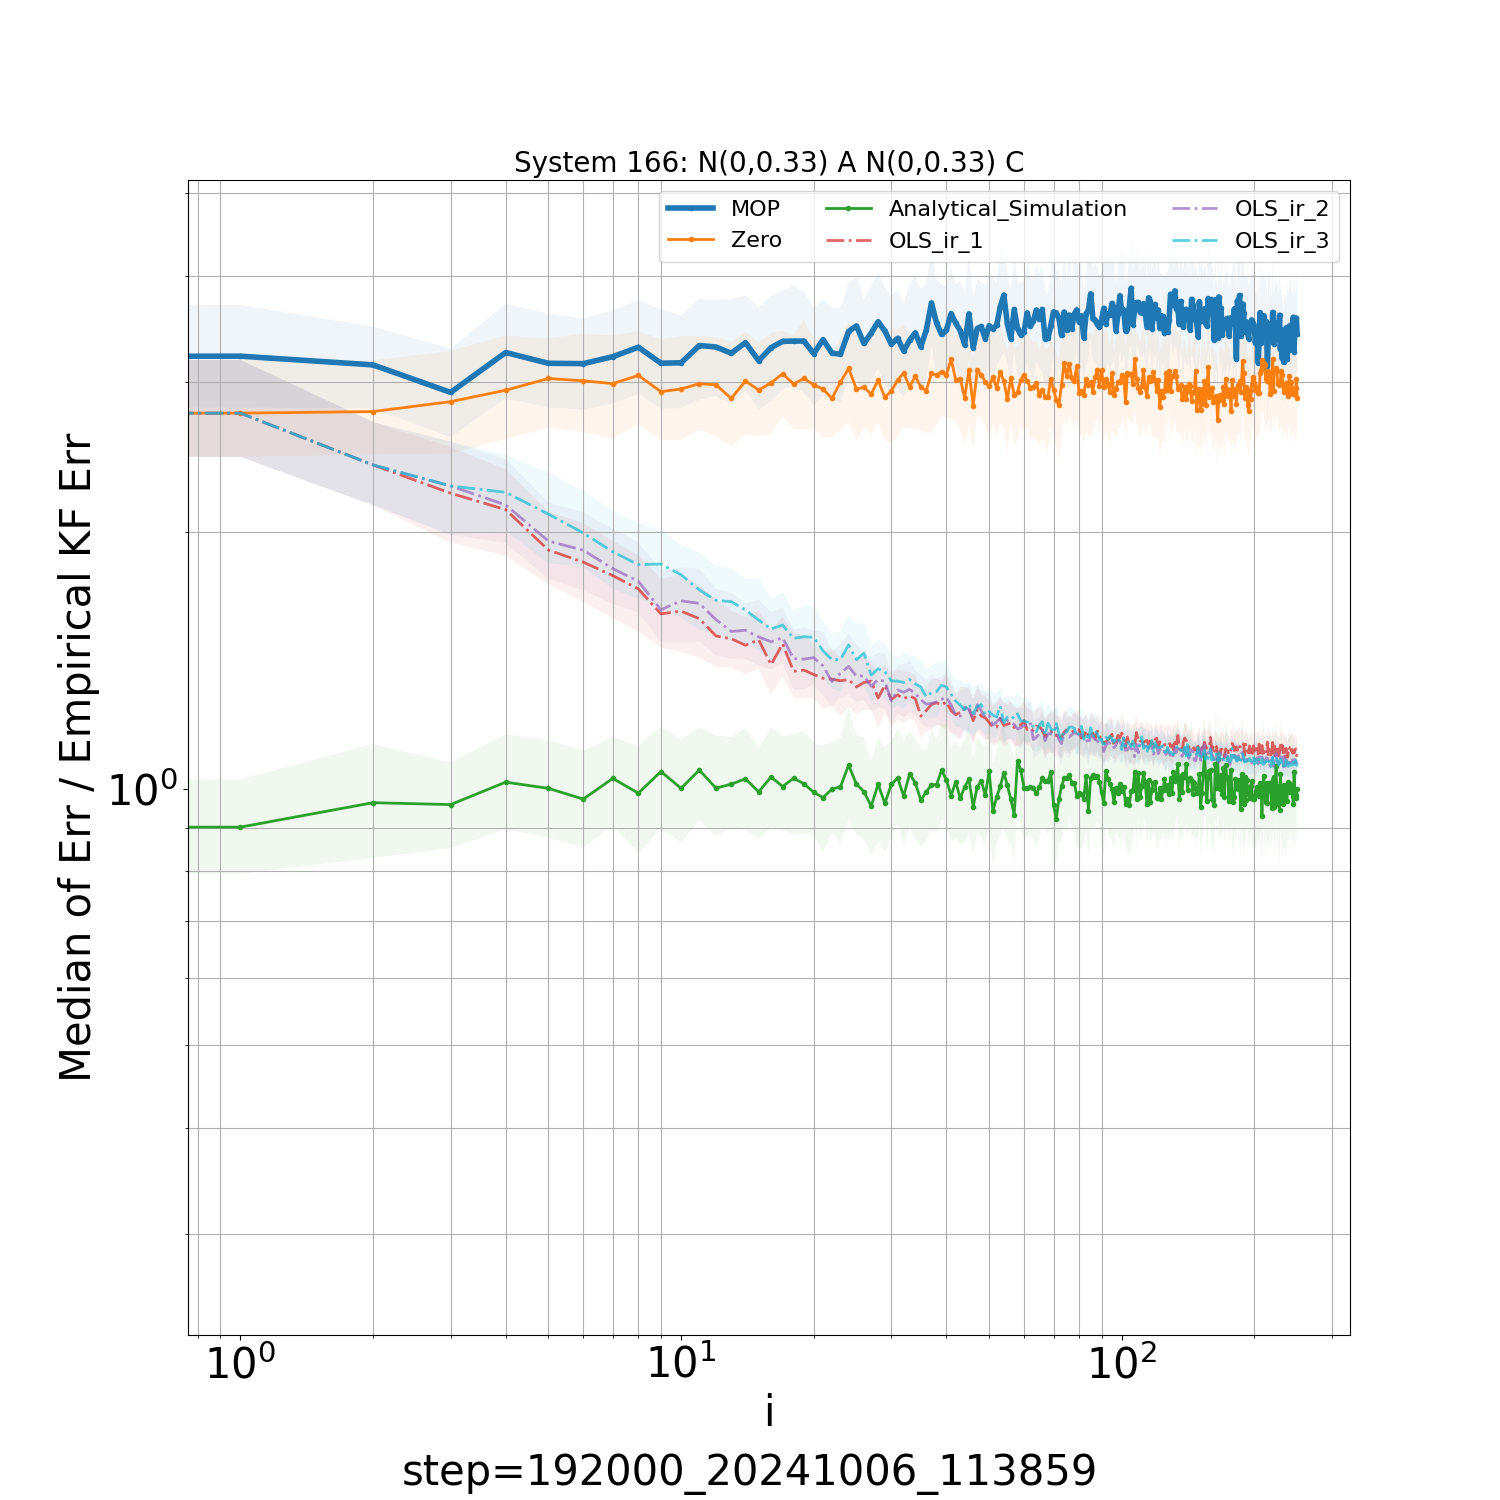 System 166: N(0,0.33) A N(0,0.33) C
MOP
Zero
Analytical_Simulation
OLS_ir_1
OLS_ir_2
OLS_ir_3
Median of Err / Empirical KF Err
10⁰
10⁰ 10¹ 10²
i
step=192000_20241006_113859